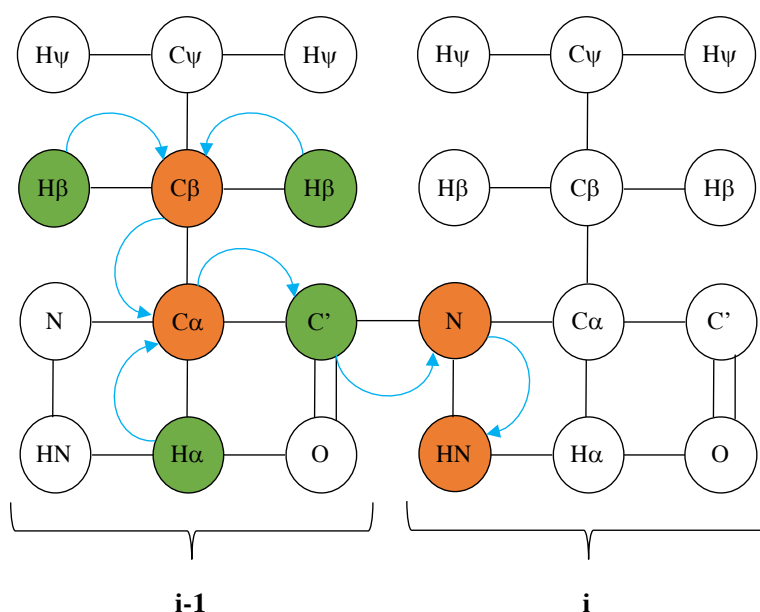 Hψ Cψ Hψ Hψ Cψ Hψ
Hβ Cβ Hβ Hβ Cβ Hβ
N Cα C’ N Cα C’
HN Hα O HN Hα O
i-1 i